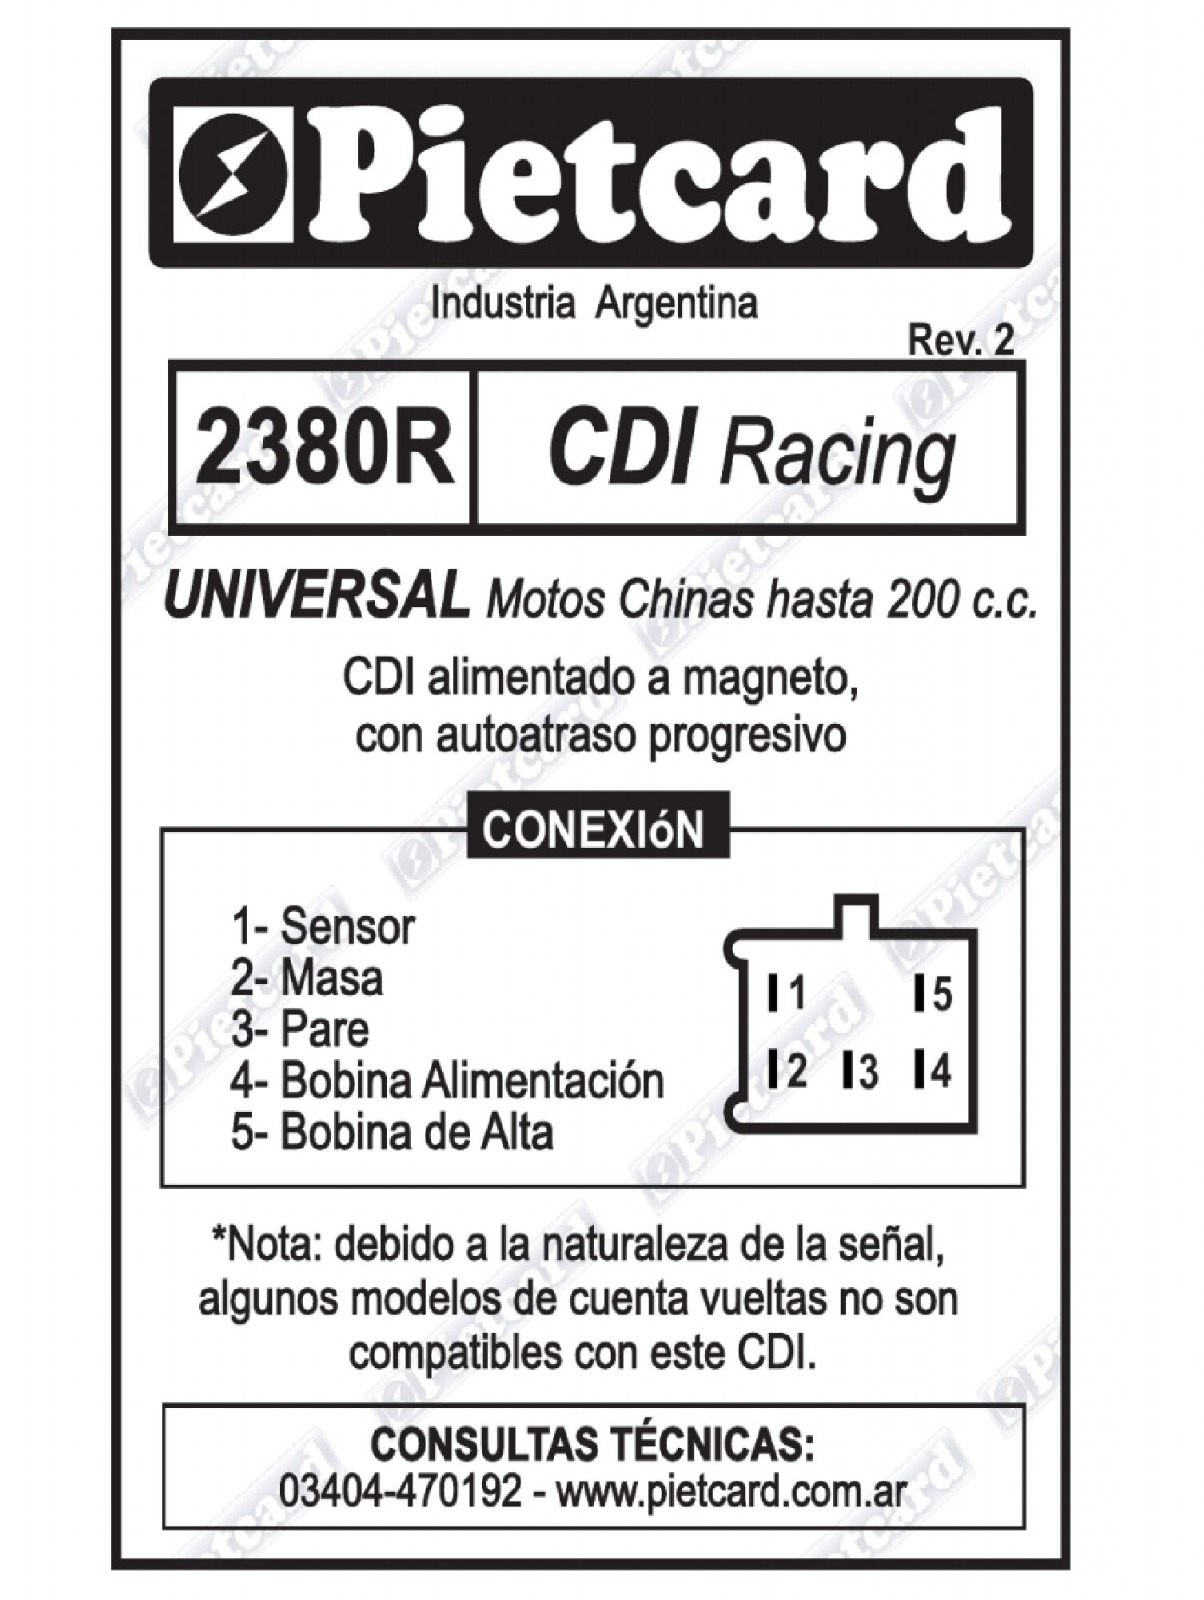 Pietcard
Industria Argentina
Rev. 2
2380R
CDI Racing
UNIVERSAL Motos Chinas hasta 200 c.c.
CDI alimentado a magneto,
con autoatraso progresivo
CONEXIóN
1- Sensor
2- Masa
3- Pare
4- Bobina Alimentación
5- Bobina de Alta
1 5
2 3 4
*Nota: debido a la naturaleza de la señal,
algunos modelos de cuenta vueltas no son
compatibles con este CDI.
CONSULTAS TÉCNICAS:
03404-470192 - www.pietcard.com.ar